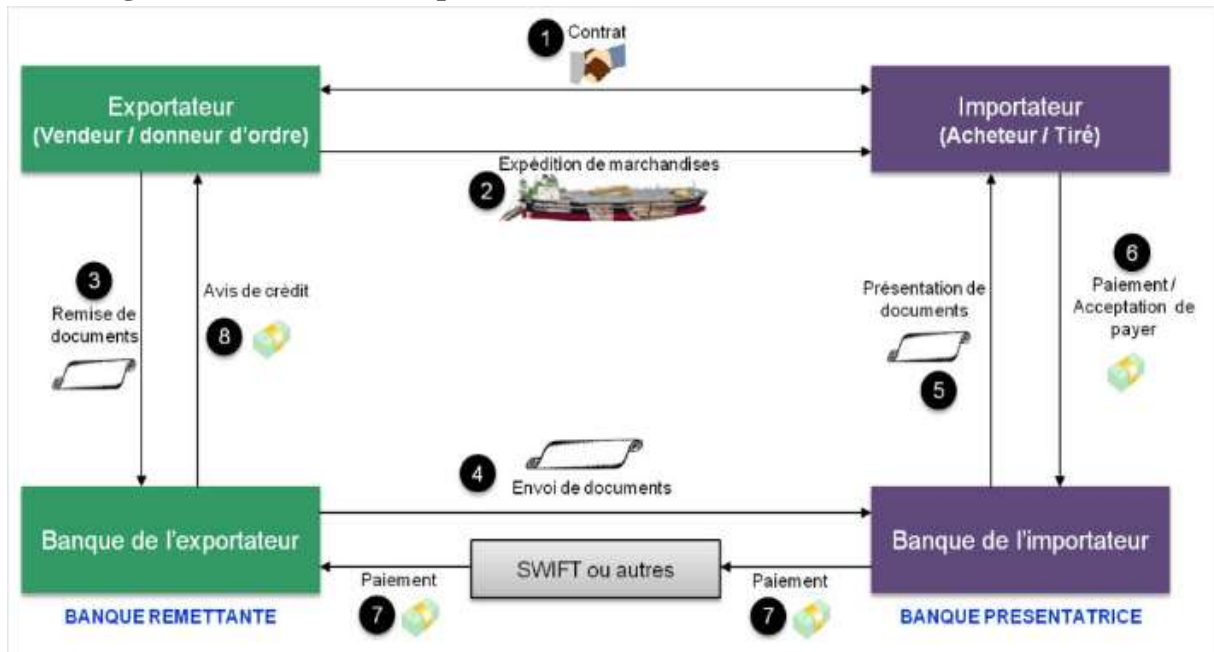 1
Contrat
Exportateur
(Vendeur / donneur d'ordre)
Importateur
(Acheteur / Tiré)
Expédition de marchandises
2
3
Remise de
documents
Avis de crédit
8
Présentation de
documents
5
6
Paiement /
Acceptation de
payer
4
Envoi de documents
Banque de l'exportateur
Banque de l'importateur
SWIFT ou autres
Paiement
7
Paiement
7
BANQUE REMETTANTE
BANQUE PRESENTATRICE